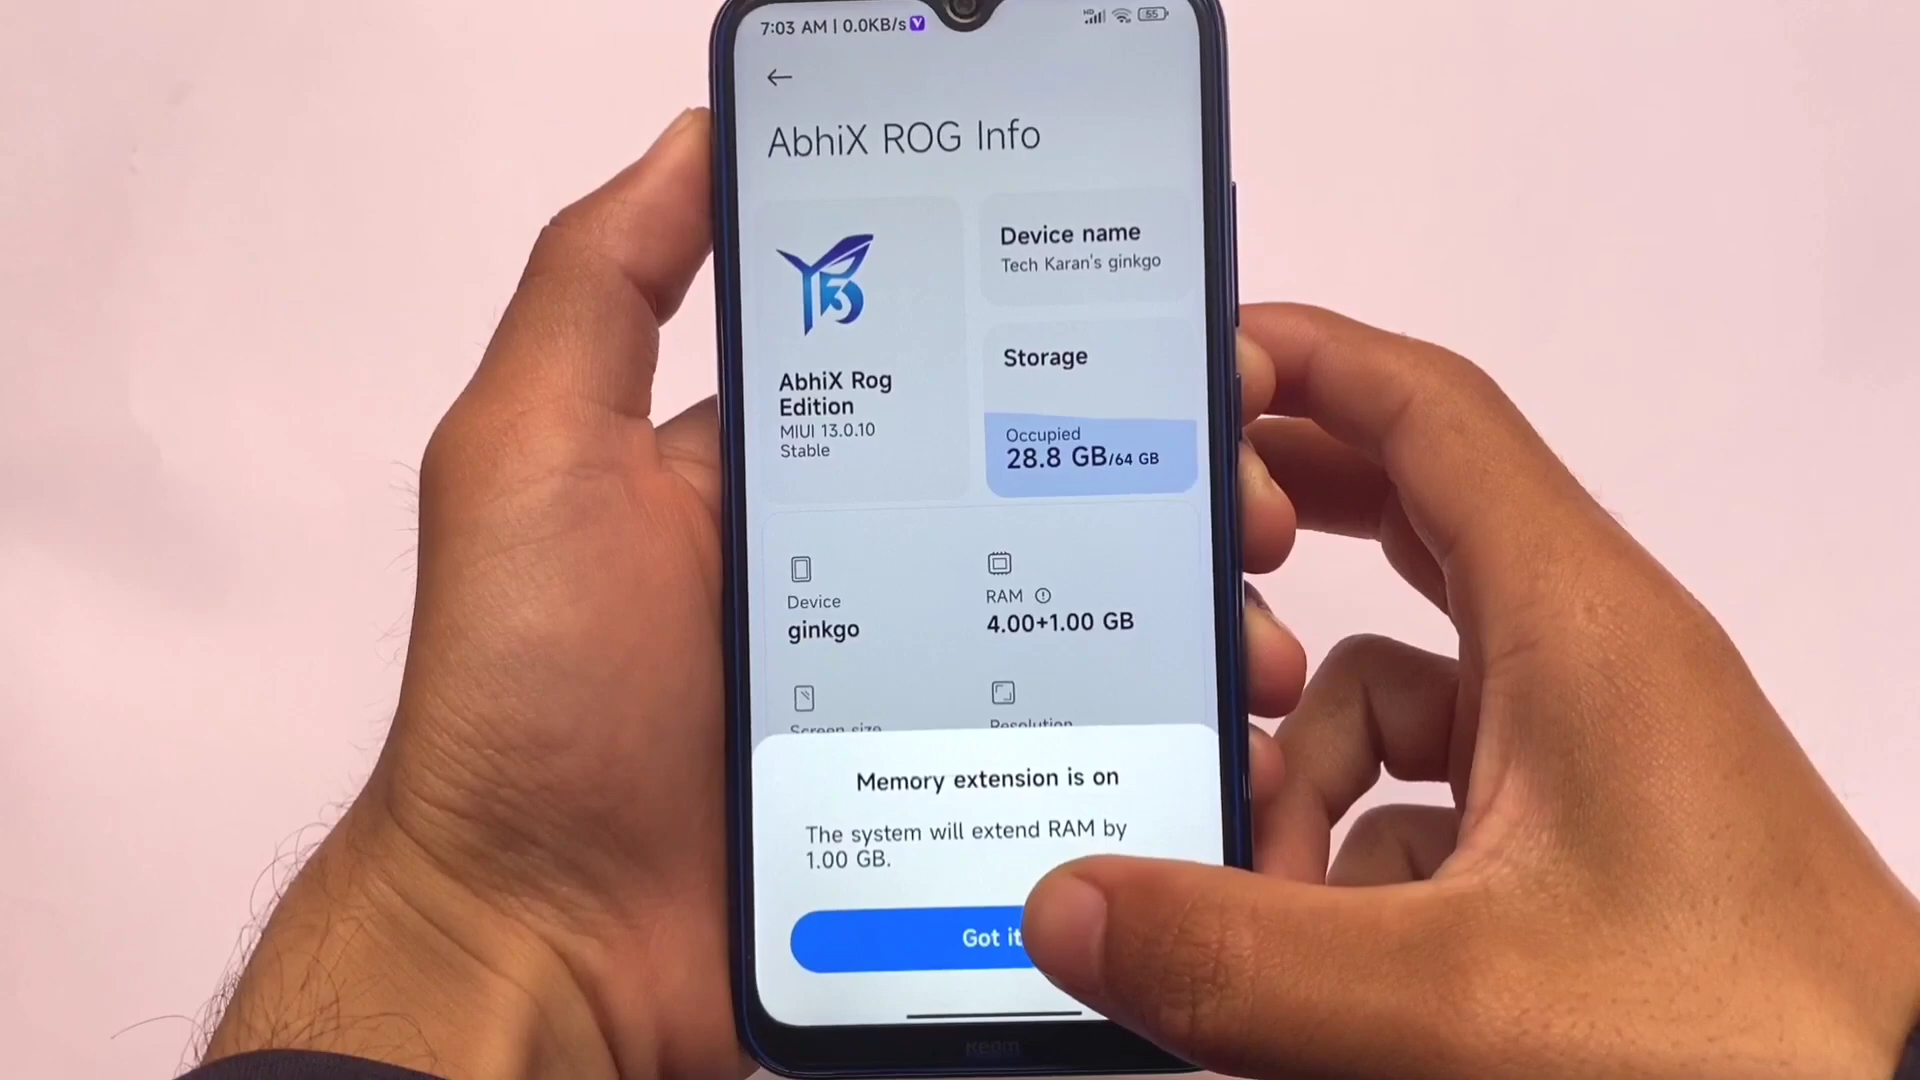 7:03 AM | 0.0KB/s
HD
55
AbhiX ROG Info
Device name
Tech Karan's ginkgo
Storage
AbhiX Rog
Edition
MIUI 13.0.10
Stable
Occupied
28.8 GB/64 GB
Device
ginkgo
RAM
4.00+1.00 GB
Screen size
Resolution
Memory extension is on
The system will extend RAM by
1.00 GB.
Got it